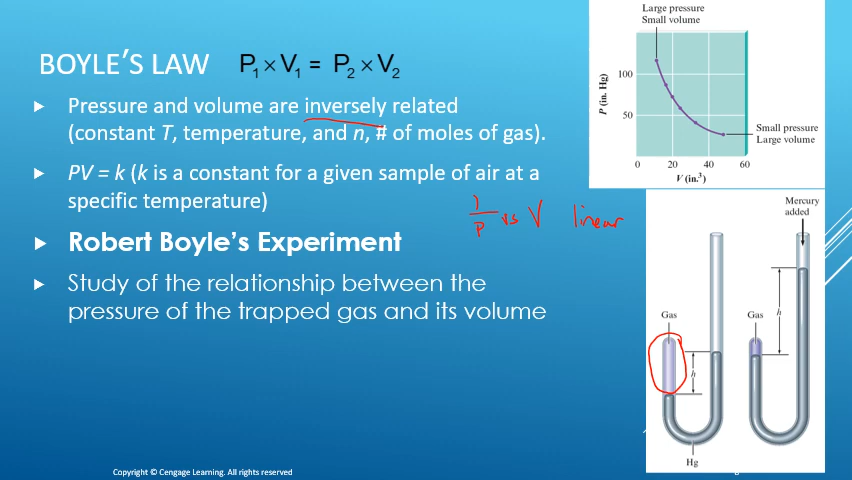 BOYLE'S LAW P₁ × V₁ = P₂ × V₂
▶ Pressure and volume are inversely related
(constant T, temperature, and n, # of moles of gas).
▶ PV = k (k is a constant for a given sample of air at a
specific temperature)
1/P vs V linear
▶ Robert Boyle's Experiment
▶ Study of the relationship between the
pressure of the trapped gas and its volume
Large pressure
Small volume
P (in. Hg)
100
50
Small pressure
Large volume
0 20 40 60
V (in.³)
Mercury
added
Gas
Gas
h
h
Hg
Copyright © Cengage Learning. All rights reserved